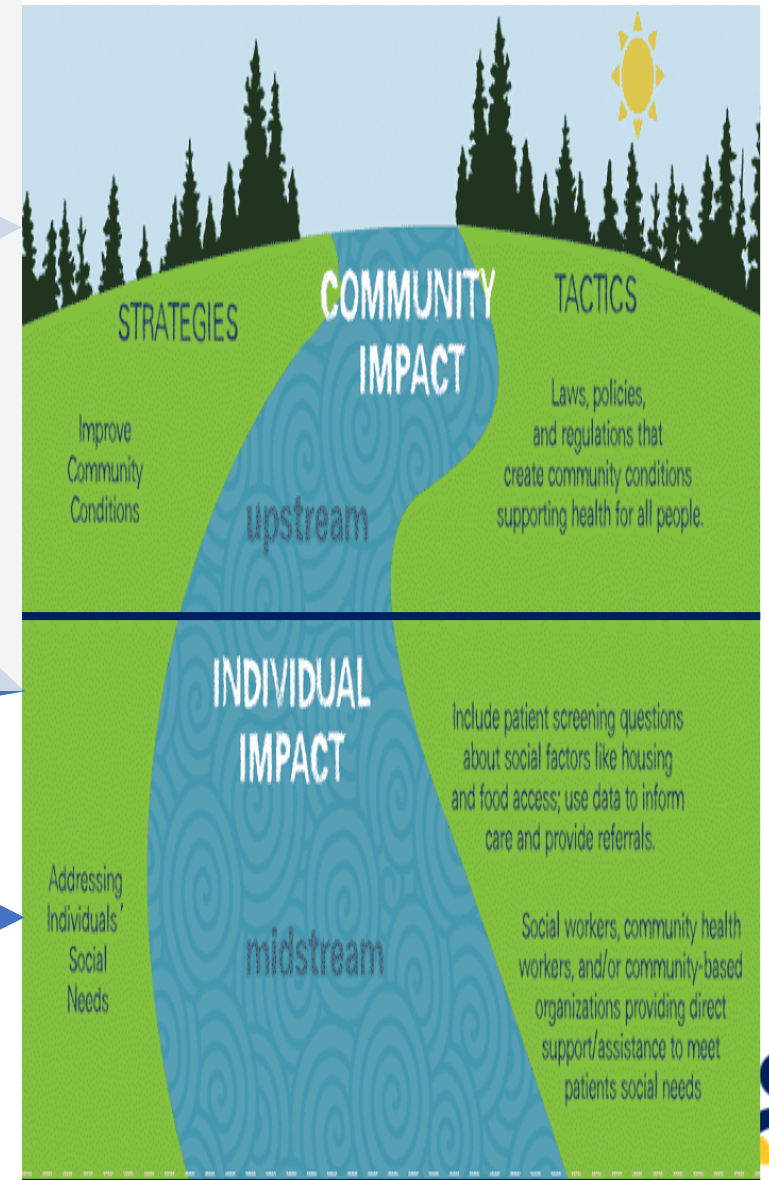 STRATEGIES
COMMUNITY
IMPACT
TACTICS
Improve
Community
Conditions
Laws, policies,
and regulations that
create community conditions
supporting health for all people.
upstream
INDIVIDUAL
IMPACT
Include patient screening questions
about social factors like housing
and food access; use data to inform
care and provide referrals.
Addressing
Individuals'
Social
Needs
midstream
Social workers, community health
workers, and/or community-based
organizations providing direct
support/assistance to meet
patients social needs